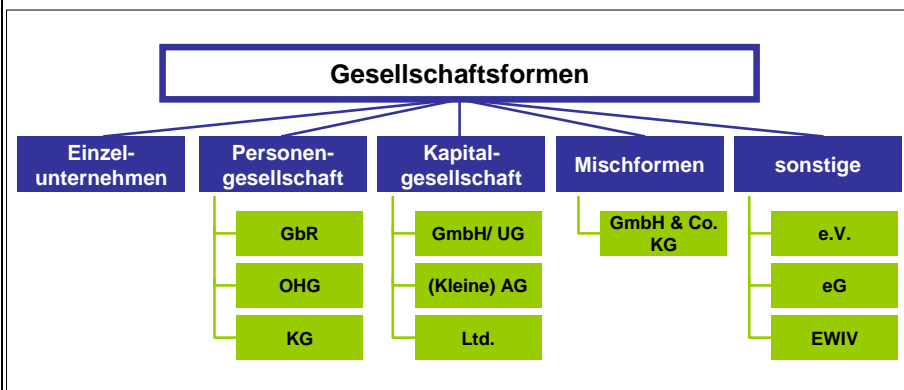 Gesellschaftsformen
Einzel-
unternehmen
Personen-
gesellschaft
Kapital-
gesellschaft
Mischformen
sonstige
GbR
OHG
KG
GmbH/ UG
(Kleine) AG
Ltd.
GmbH & Co.
KG
e.V.
eG
EWIV